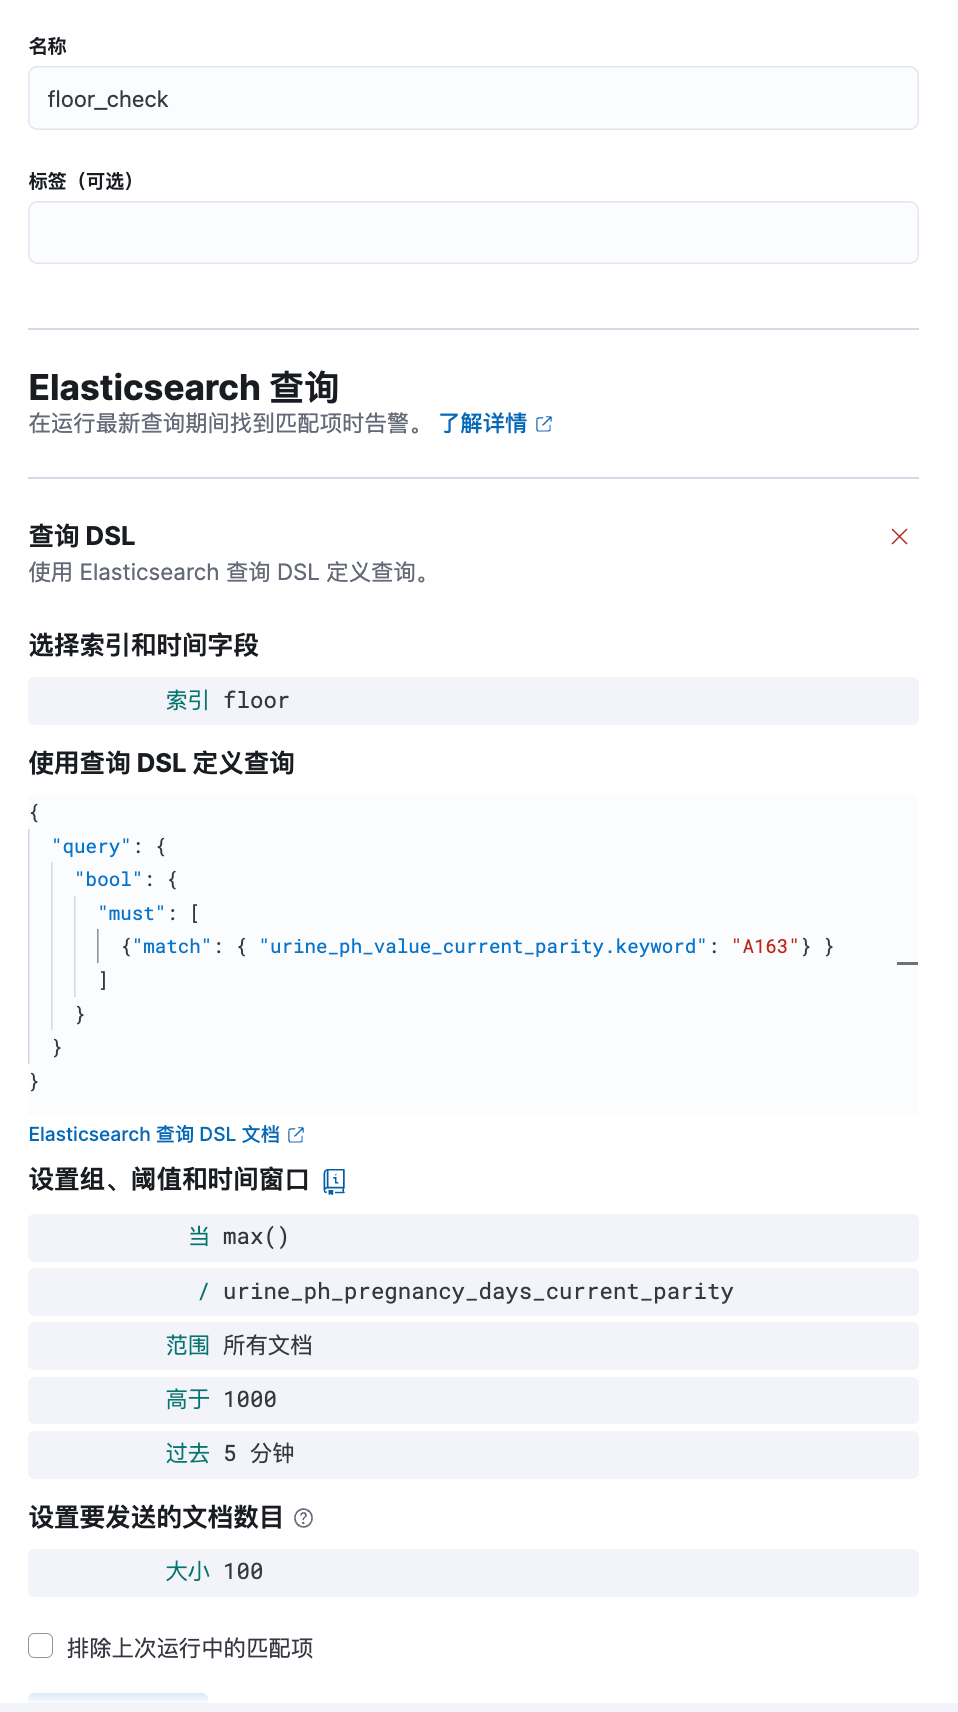 名称
floor_check
标签（可选）
Elasticsearch 查询
在运行最新查询期间找到匹配项时告警。 了解详情
查询 DSL
使用 Elasticsearch 查询 DSL 定义查询。
选择索引和时间字段
索引 floor
使用查询 DSL 定义查询
{
"query": {
"bool": {
"must": [
{"match": { "urine_ph_value_current_parity.keyword": "A163"} }
]
}
}
}
Elasticsearch 查询 DSL 文档
设置组、阈值和时间窗口
当 max()
/ urine_ph_pregnancy_days_current_parity
范围 所有文档
高于 1000
过去 5 分钟
设置要发送的文档数目
大小 100
排除上次运行中的匹配项